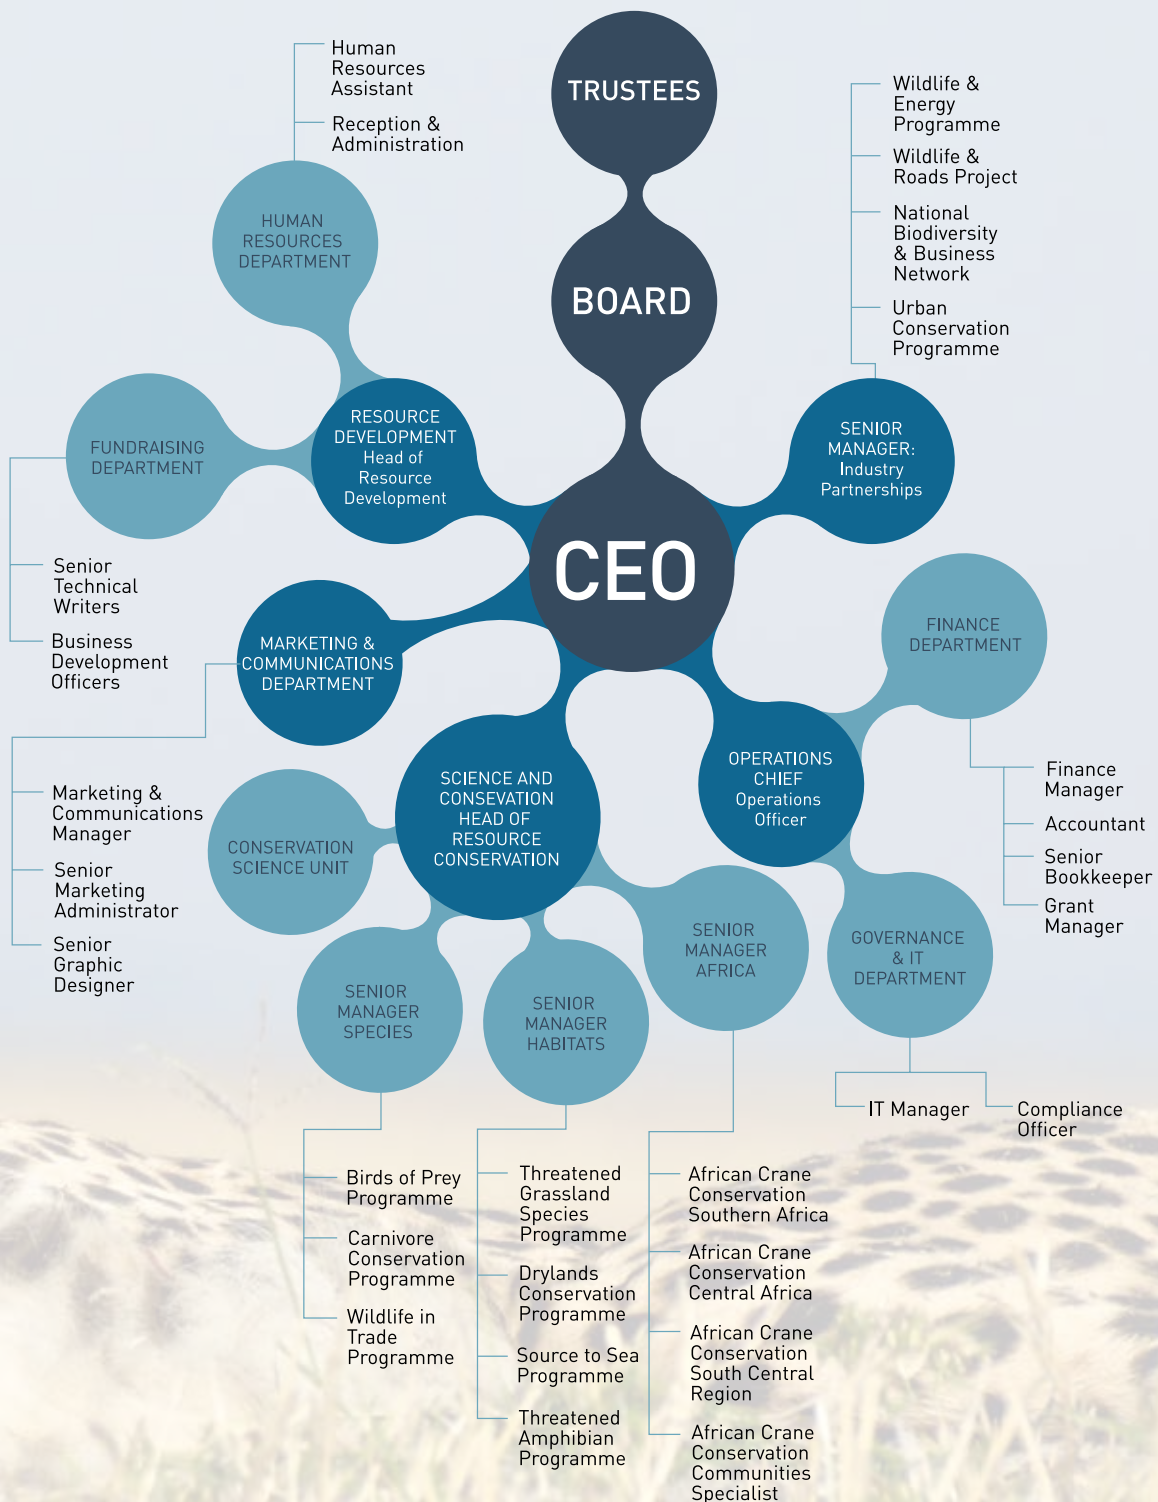 TRUSTEES
BOARD
CEO
Human
Resources
Assistant
Reception &
Administration
HUMAN
RESOURCES
DEPARTMENT
FUNDRAISING
DEPARTMENT
RESOURCE
DEVELOPMENT
Head of
Resource
Development
Senior
Technical
Writers
Business
Development
Officers
MARKETING &
COMMUNICATIONS
DEPARTMENT
Marketing &
Communications
Manager
Senior
Marketing
Administrator
Senior
Graphic
Designer
Wildlife &
Energy
Programme
Wildlife &
Roads Project
National
Biodiversity
& Business
Network
Urban
Conservation
Programme
SENIOR
MANAGER:
Industry
Partnerships
FINANCE
DEPARTMENT
Finance
Manager
Accountant
Senior
Bookkeeper
Grant
Manager
OPERATIONS
CHIEF
Operations
Officer
GOVERNANCE
& IT
DEPARTMENT
IT Manager
Compliance
Officer
SCIENCE AND
CONSEVATION
HEAD OF
RESOURCE
CONSERVATION
CONSERVATION
SCIENCE UNIT
SENIOR
MANAGER
SPECIES
Birds of Prey
Programme
Carnivore
Conservation
Programme
Wildlife in
Trade
Programme
SENIOR
MANAGER
HABITATS
Threatened
Grassland
Species
Programme
Drylands
Conservation
Programme
Source to Sea
Programme
Threatened
Amphibian
Programme
SENIOR
MANAGER
AFRICA
African Crane
Conservation
Southern Africa
African Crane
Conservation
Central Africa
African Crane
Conservation
South Central
Region
African Crane
Conservation
Communities
Specialist